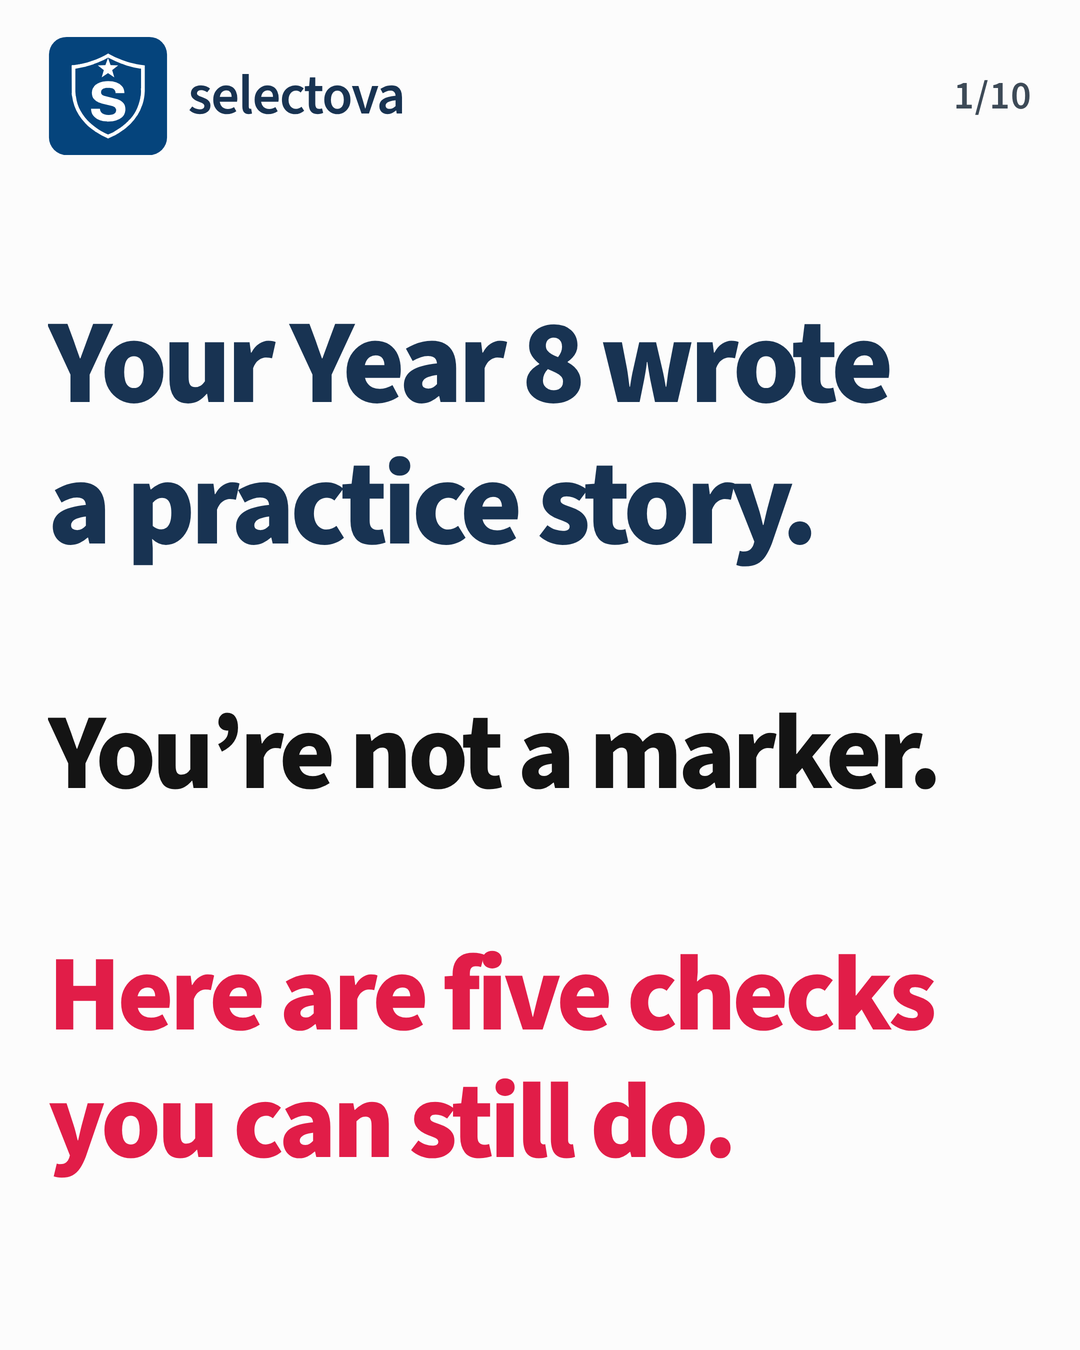 S
selectova
1/10
Your Year 8 wrote
a practice story.
You’re not a marker.
Here are five checks
you can still do.